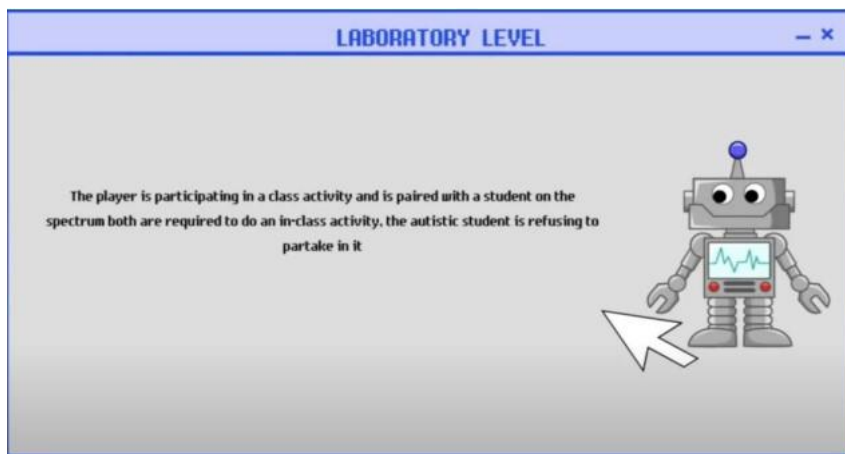 LABORATORY LEVEL
The player is participating in a class activity and is paired with a student on the
spectrum both are required to do an in-class activity, the autistic student is refusing to
partake in it